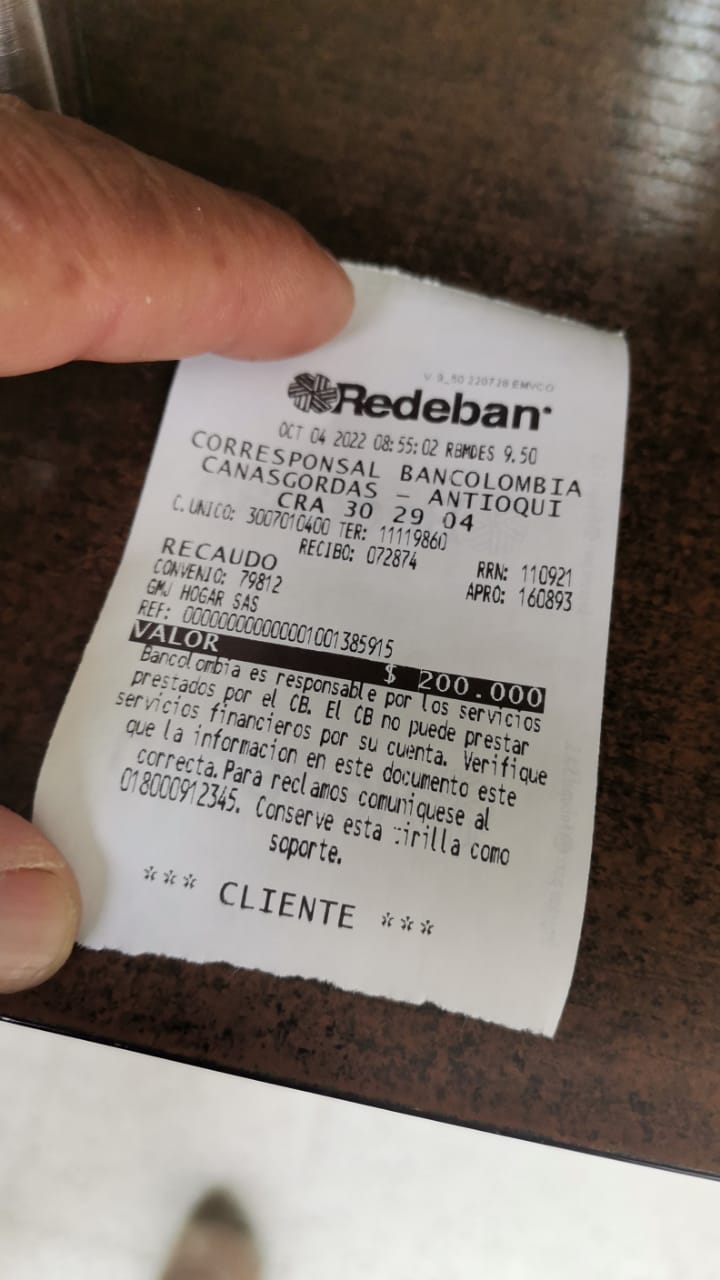 V 9_50 220728 EMVCO
Redeban
OCT 04 2022 08:55:02 RBMDES 9.50
CORRESPONSAL BANCOLOMBIA
CANASGORDAS - ANTIOQUI
CRA 30 29 04
C.UNICO: 3007010400 TER: 11119860
RECIBO: 072874 RRN: 110921
RECAUDO APRO: 160893
CONVENIO: 79812
GMJ HOGAR SAS
REF: 00000000000001001385915
VALOR $ 200.000
Bancolombia es responsable por los servicios
prestados por el CB. El CB no puede prestar
servicios financieros por su cuenta. Verifique
que la informacion en este documento este
correcta. Para reclamos comuniquese al
018000912345. Conserve esta tirilla como
soporte.
*** CLIENTE ***